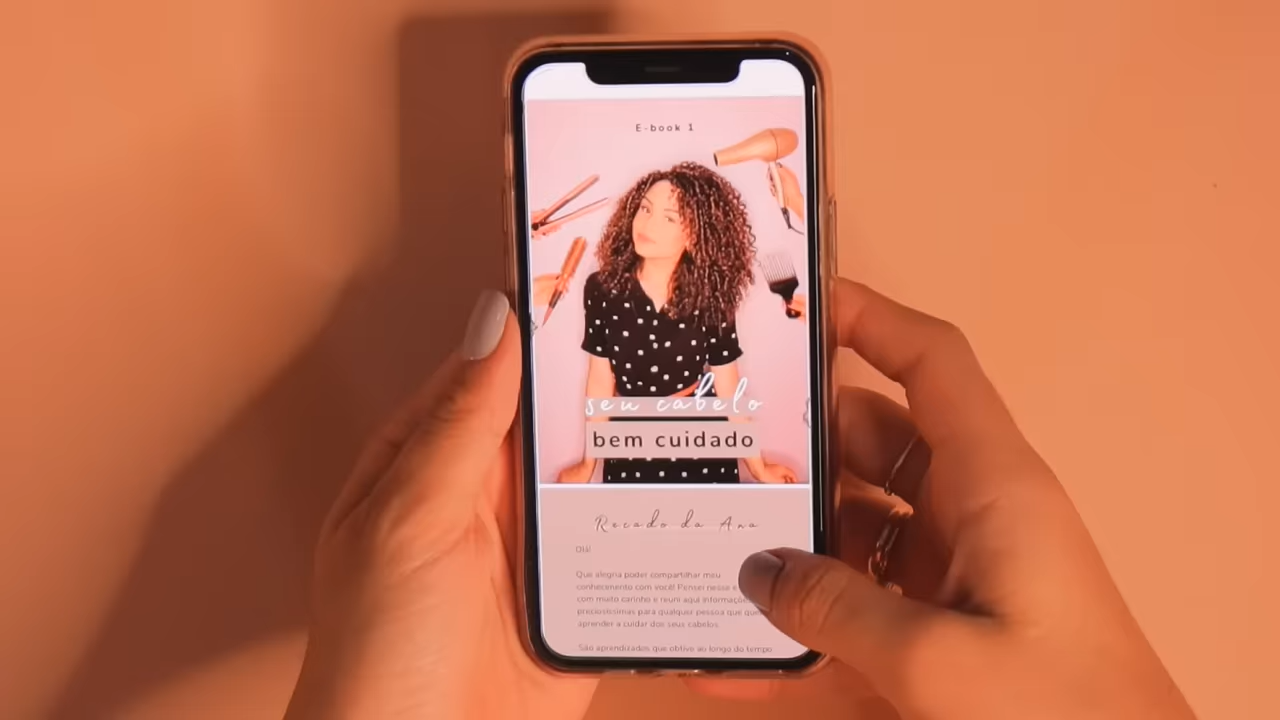 E-book 1
seu cabelo
bem cuidado
Recado da Ana
Olá!
Que alegria poder compartilhar meu
conhecimento com você! Pensei nesse e
com muito carinho e reuni aqui informações
preciosíssimas para qualquer pessoa que que
aprender a cuidar dos seus cabelos
São aprendizados que obtive ao longo do tempo